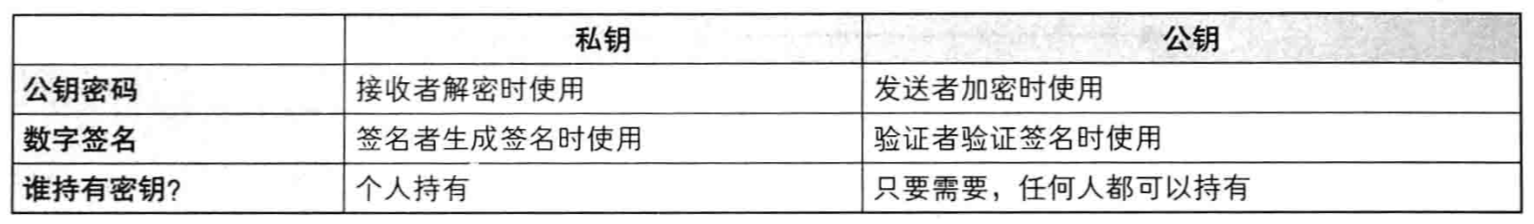 私钥 公钥
公钥密码 接收者解密时使用 发送者加密时使用
数字签名 签名者生成签名时使用 验证者验证签名时使用
谁持有密钥? 个人持有 只要需要，任何人都可以持有